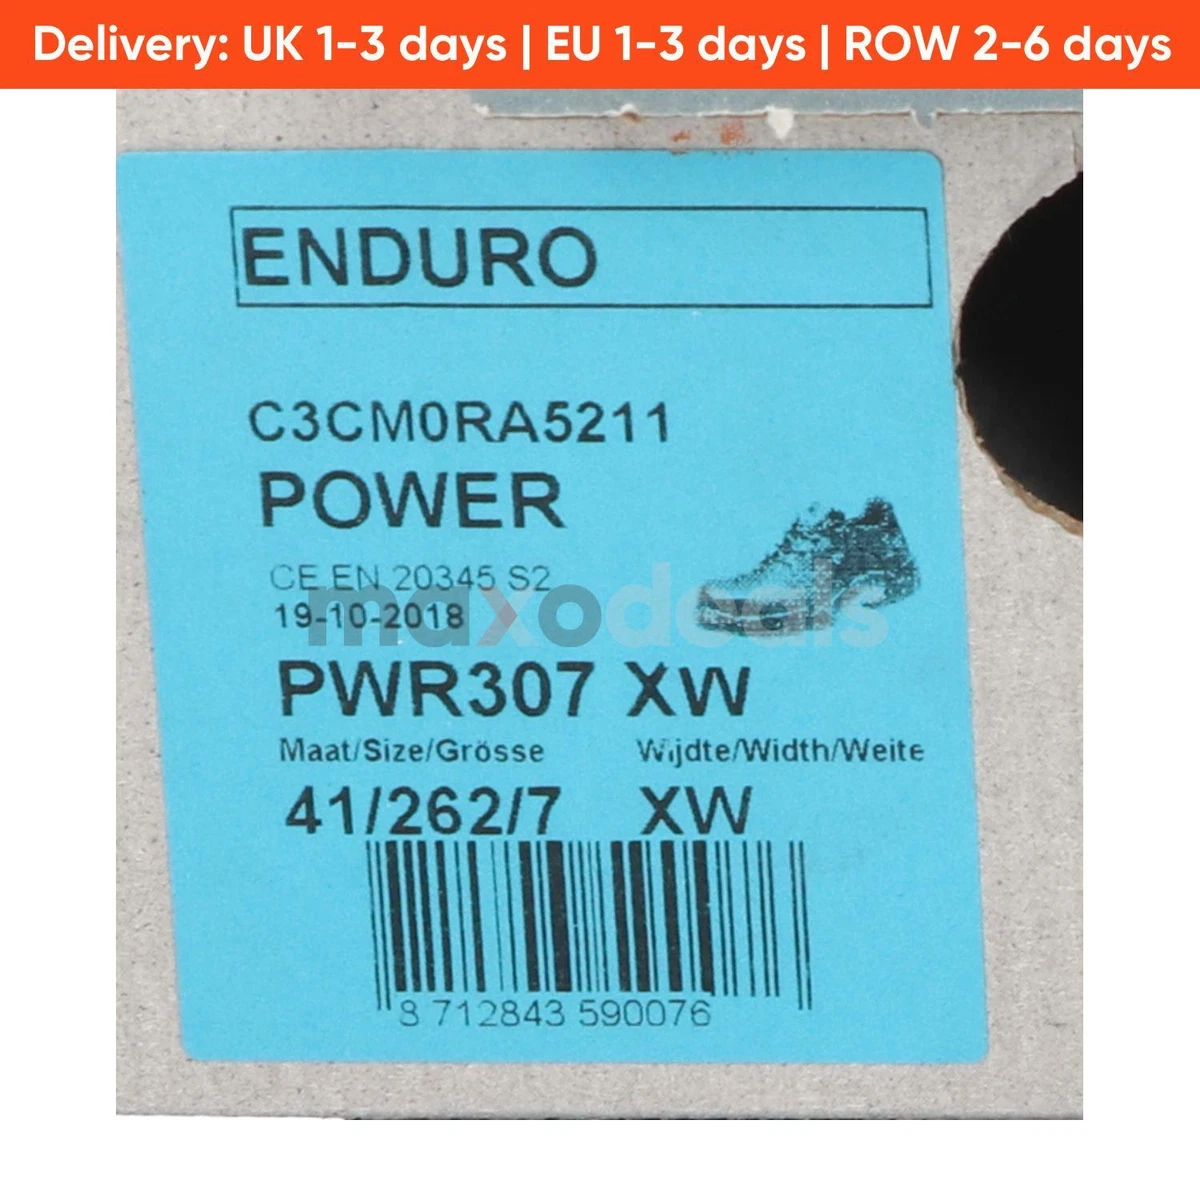 Delivery: UK 1-3 days | EU 1-3 days | ROW 2-6 days
ENDURO
C3CM0RA5211
POWER
CE EN 20345 S2
19-10-2018
maxodeals
PWR307 XW
Maat/Size/Grösse Wijdte/Width/Weite
41/262/7 XW
8 712843 590076